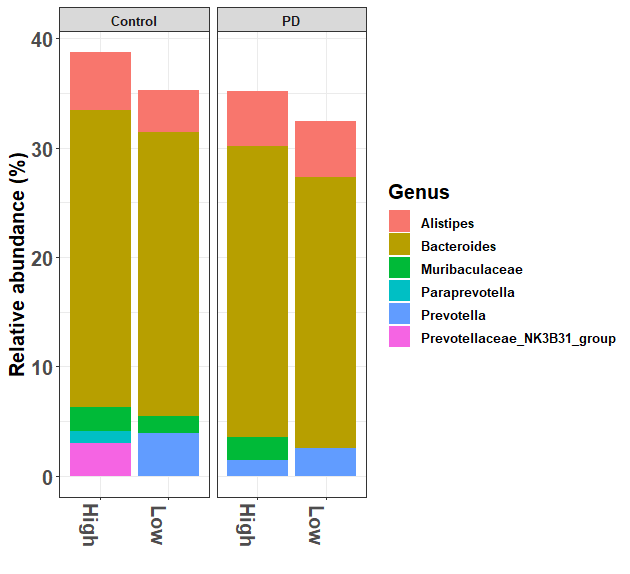 Control
PD
Relative abundance (%)
40
30
20
10
0
High
Low
High
Low
Genus
Alistipes
Bacteroides
Muribaculaceae
Paraprevotella
Prevotella
Prevotellaceae_NK3B31_group